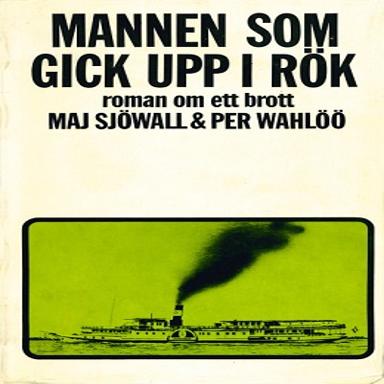 MANNEN SOM
GICK UPP I RÖK
roman om ett brott
MAJ SJÖWALL & PER WAHLÖÖ